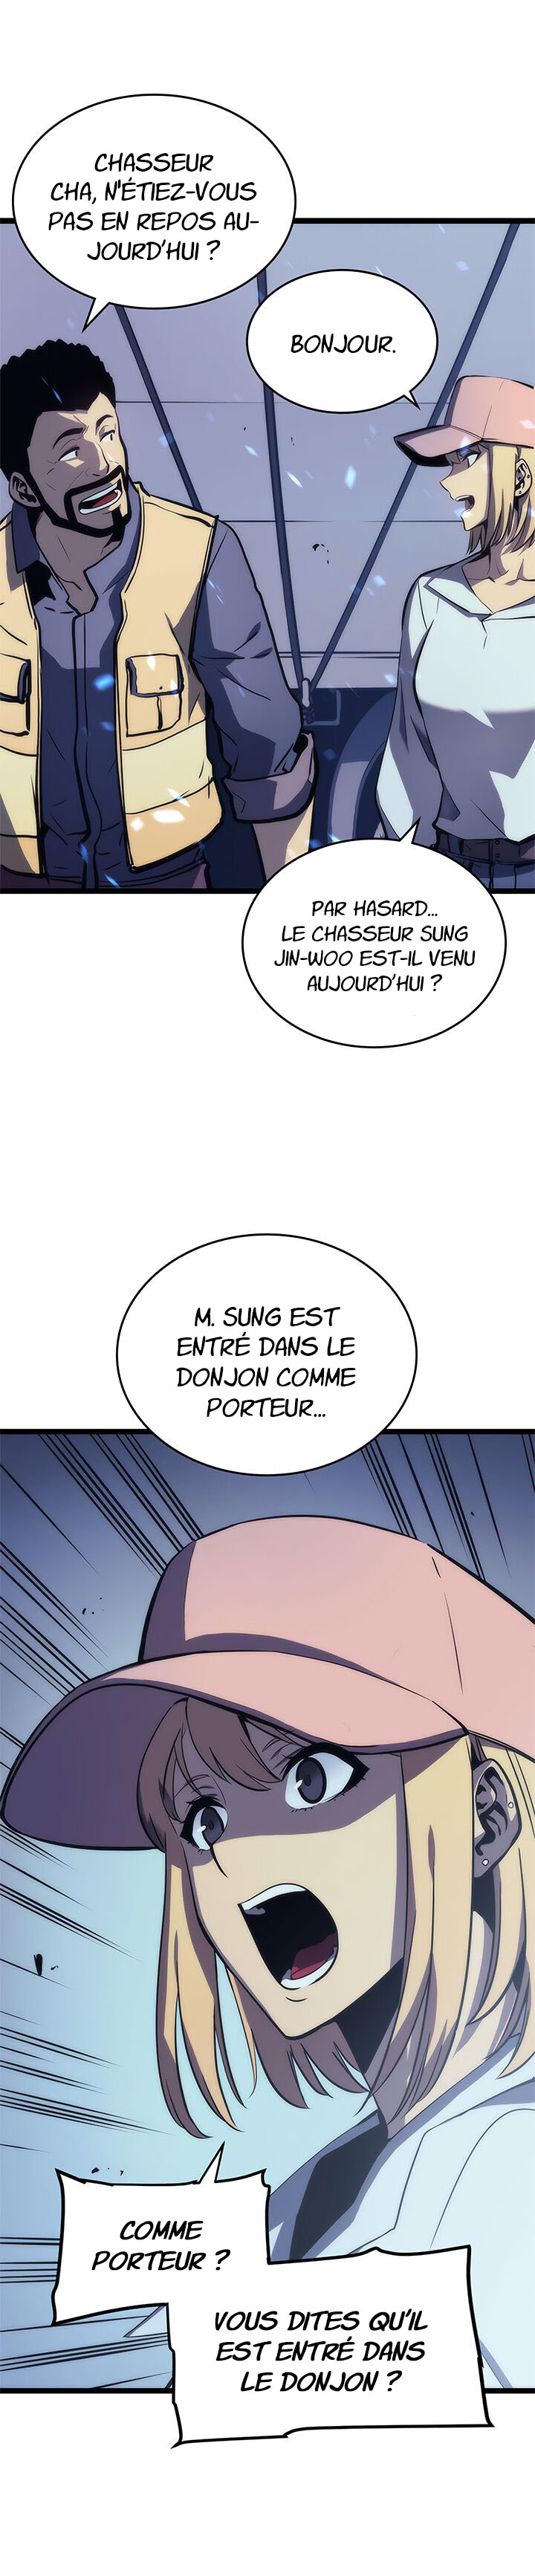 CHASSEUR
CHA, N'ÉTIEZ-VOUS
PAS EN REPOS AU-
JOURD'HUI ?
BONJOUR.
PAR HASARD...
LE CHASSEUR SUNG
JIN-WOO EST-IL VENU
AUJOURD'HUI ?
M. SUNG EST
ENTRÉ DANS LE
DONJON COMME
PORTEUR...
COMME
PORTEUR ?
VOUS DITES QU'IL
EST ENTRÉ DANS
LE DONJON ?